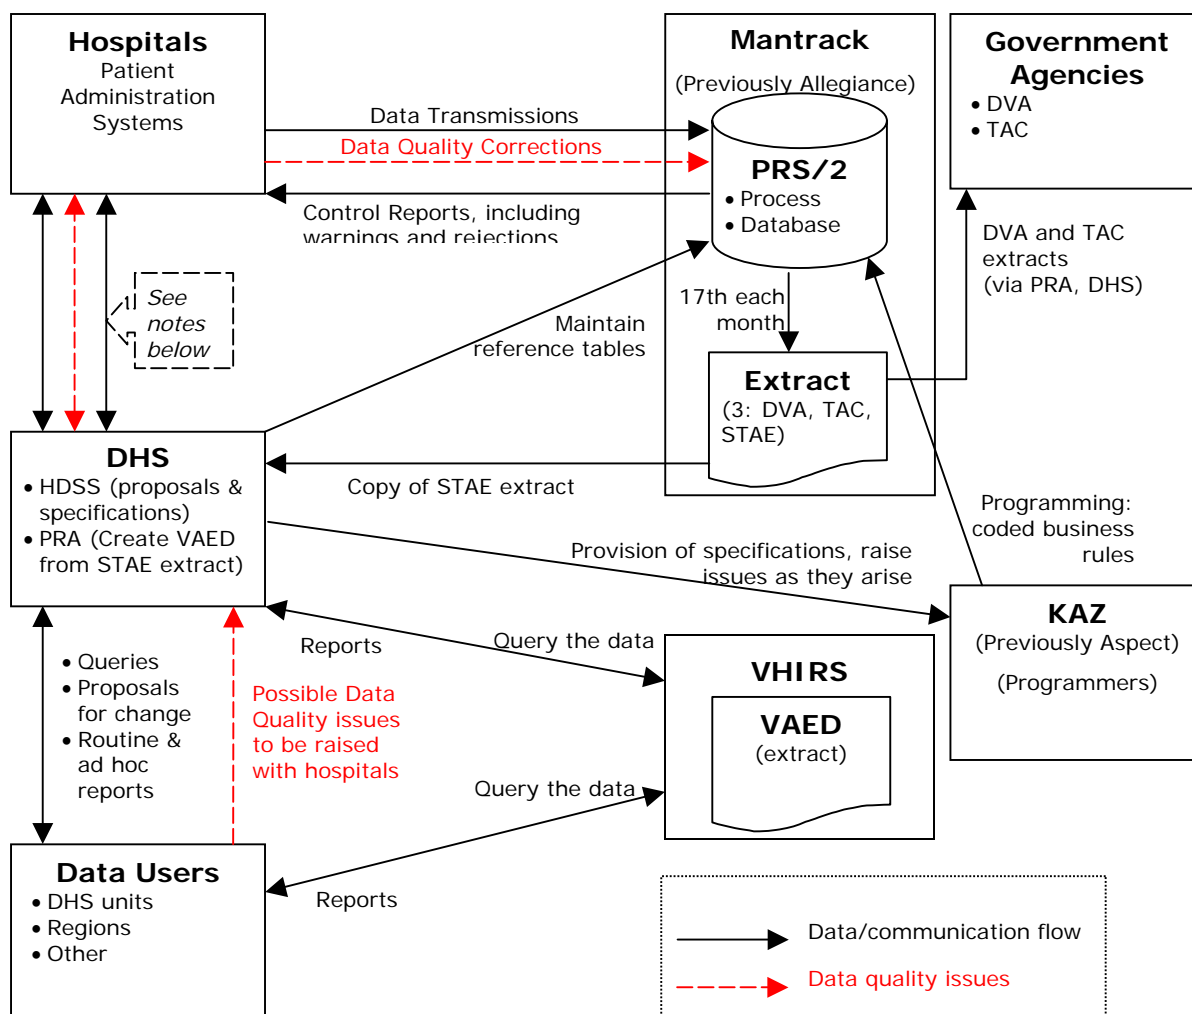 Hospitals
Patient
Administration
Systems
Data Transmissions
Data Quality Corrections
Control Reports, including
warnings and rejections
Mantrack
(Previously Allegiance)
PRS/2
• Process
• Database
Government
Agencies
• DVA
• TAC
See
notes
below
Maintain
reference tables
17th each
month
DVA and TAC
extracts
(via PRA, DHS)
Extract
(3: DVA, TAC,
STAE)
DHS
• HDSS (proposals &
specifications)
• PRA (Create VAED
from STAE extract)
Copy of STAE extract
Provision of specifications, raise
issues as they arise
Programming:
coded business
rules
KAZ
(Previously Aspect)
(Programmers)
Reports
Query the data
• Queries
• Proposals
for change
• Routine &
ad hoc
reports
Possible Data
Quality issues
to be raised
with hospitals
VHIRS
VAED
(extract)
Query the data
Reports
Data Users
• DHS units
• Regions
• Other
Data/communication flow
Data quality issues